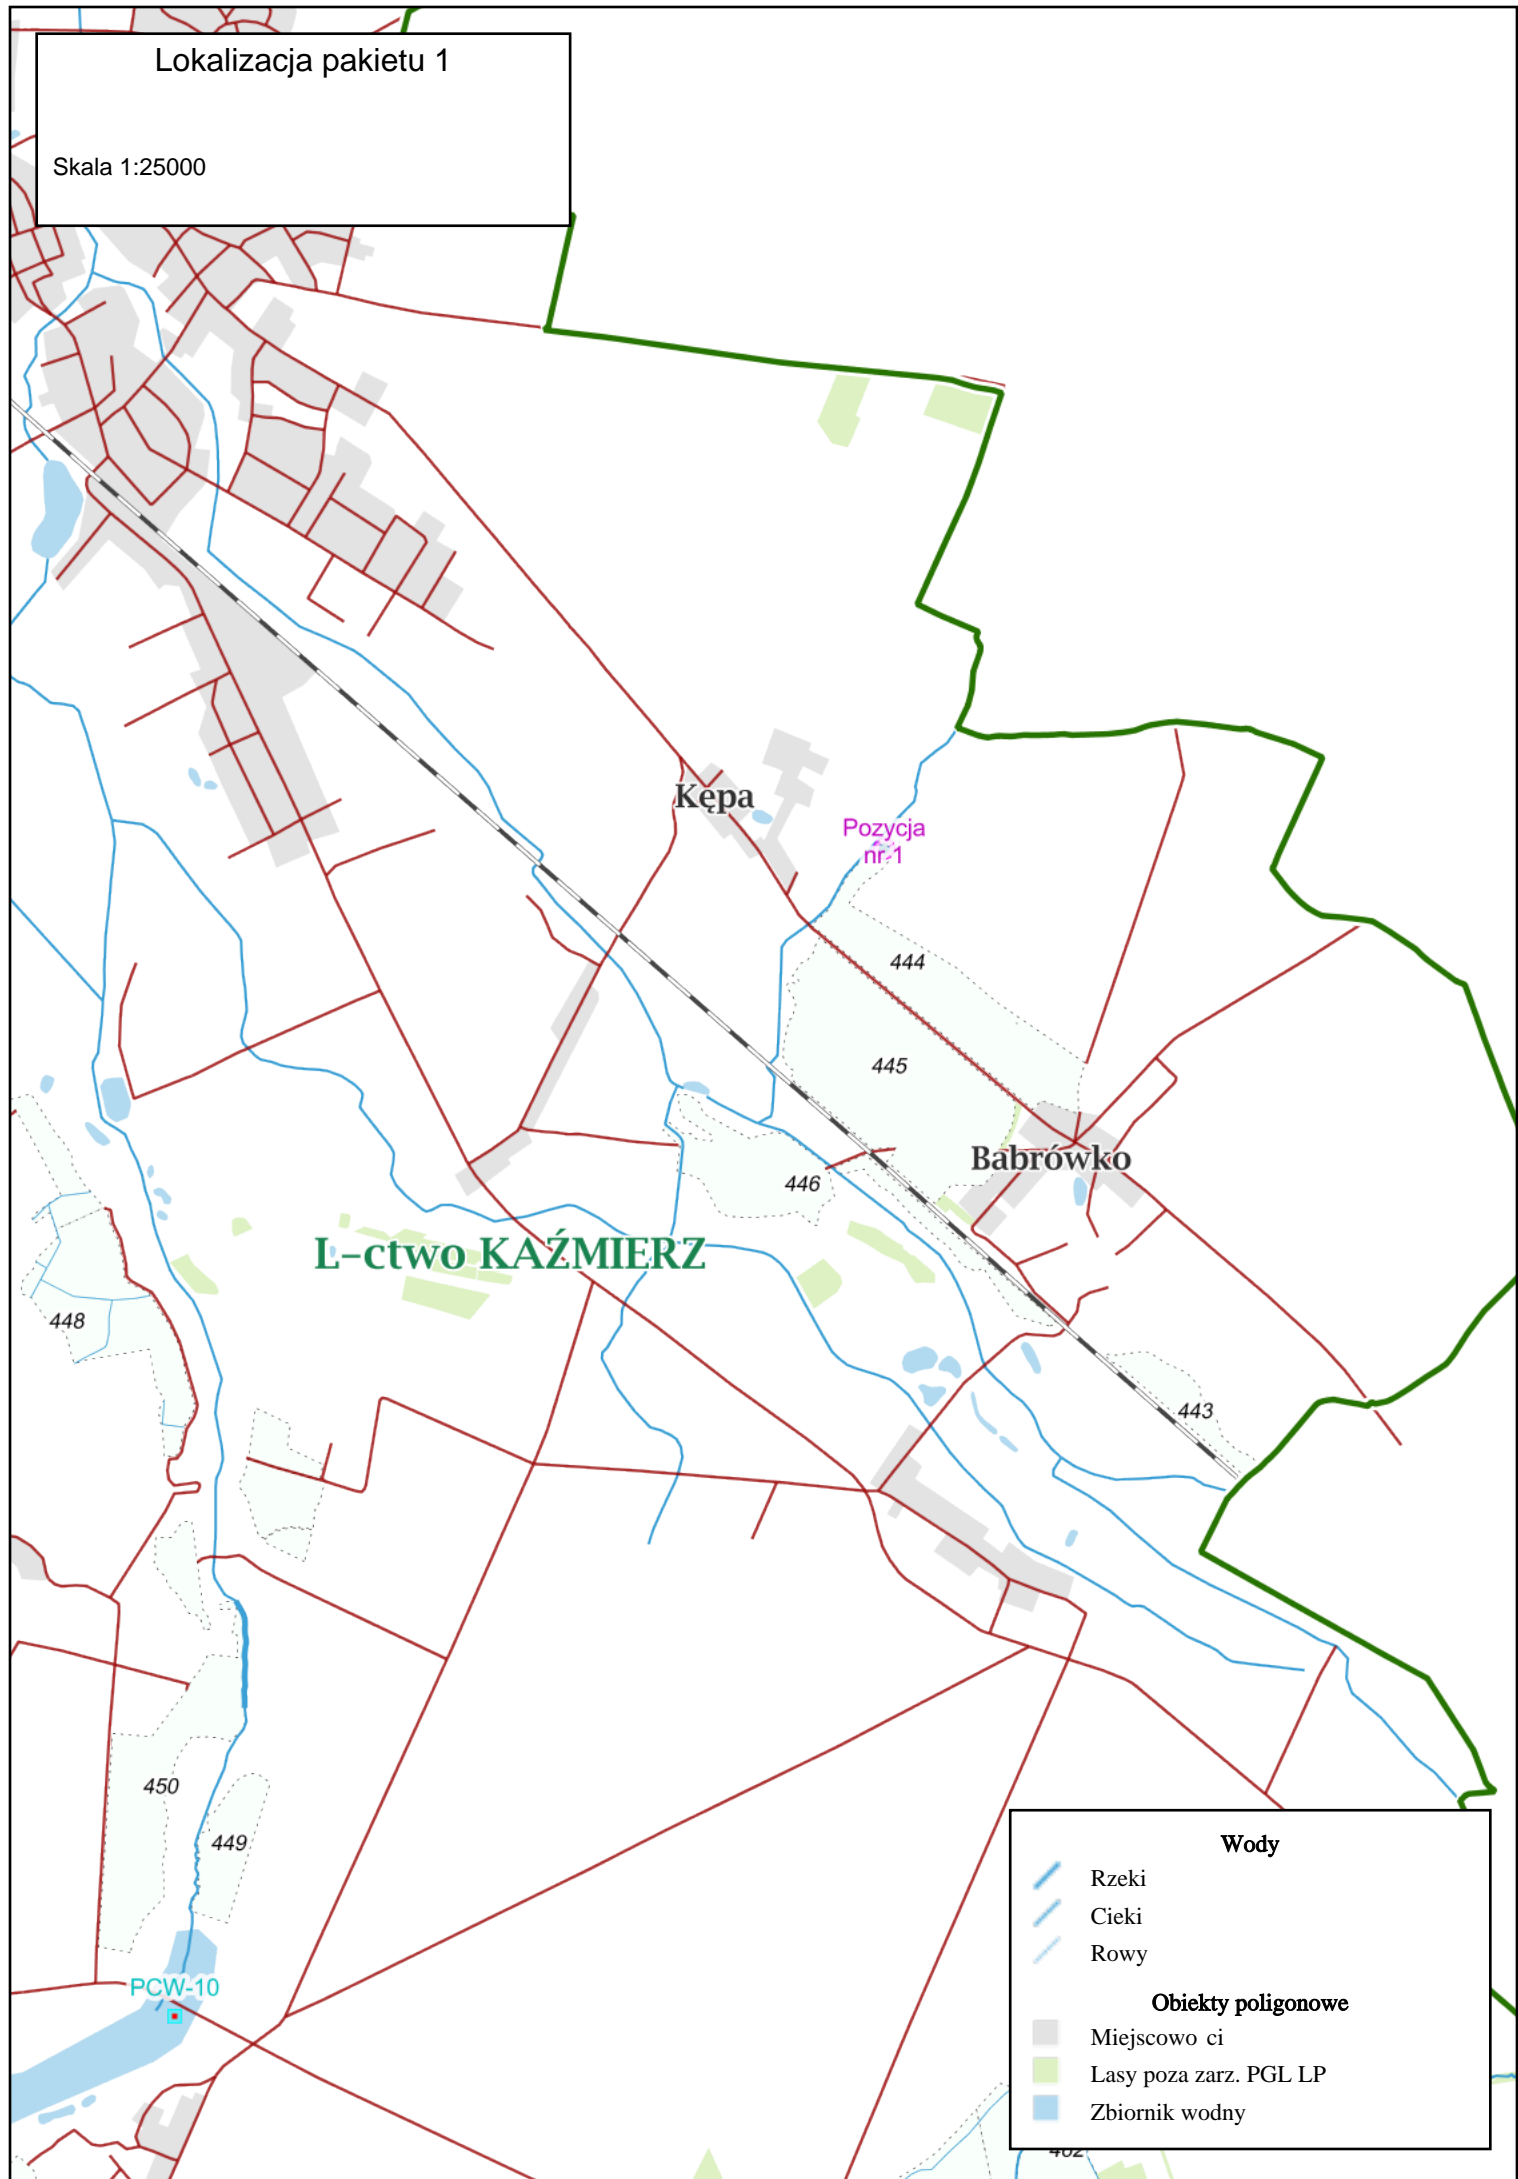 Lokalizacja pakietu 1
Skala 1:25000
Kępa
Pozycja
nr 1
444
445
Babrówko
446
L-ctwo KAŹMIERZ
448
443
450
449
PCW-10
Wody
Rzeki
Cieki
Rowy
Obiekty poligonowe
Miejscowo ci
Lasy poza zarz. PGL LP
Zbiornik wodny